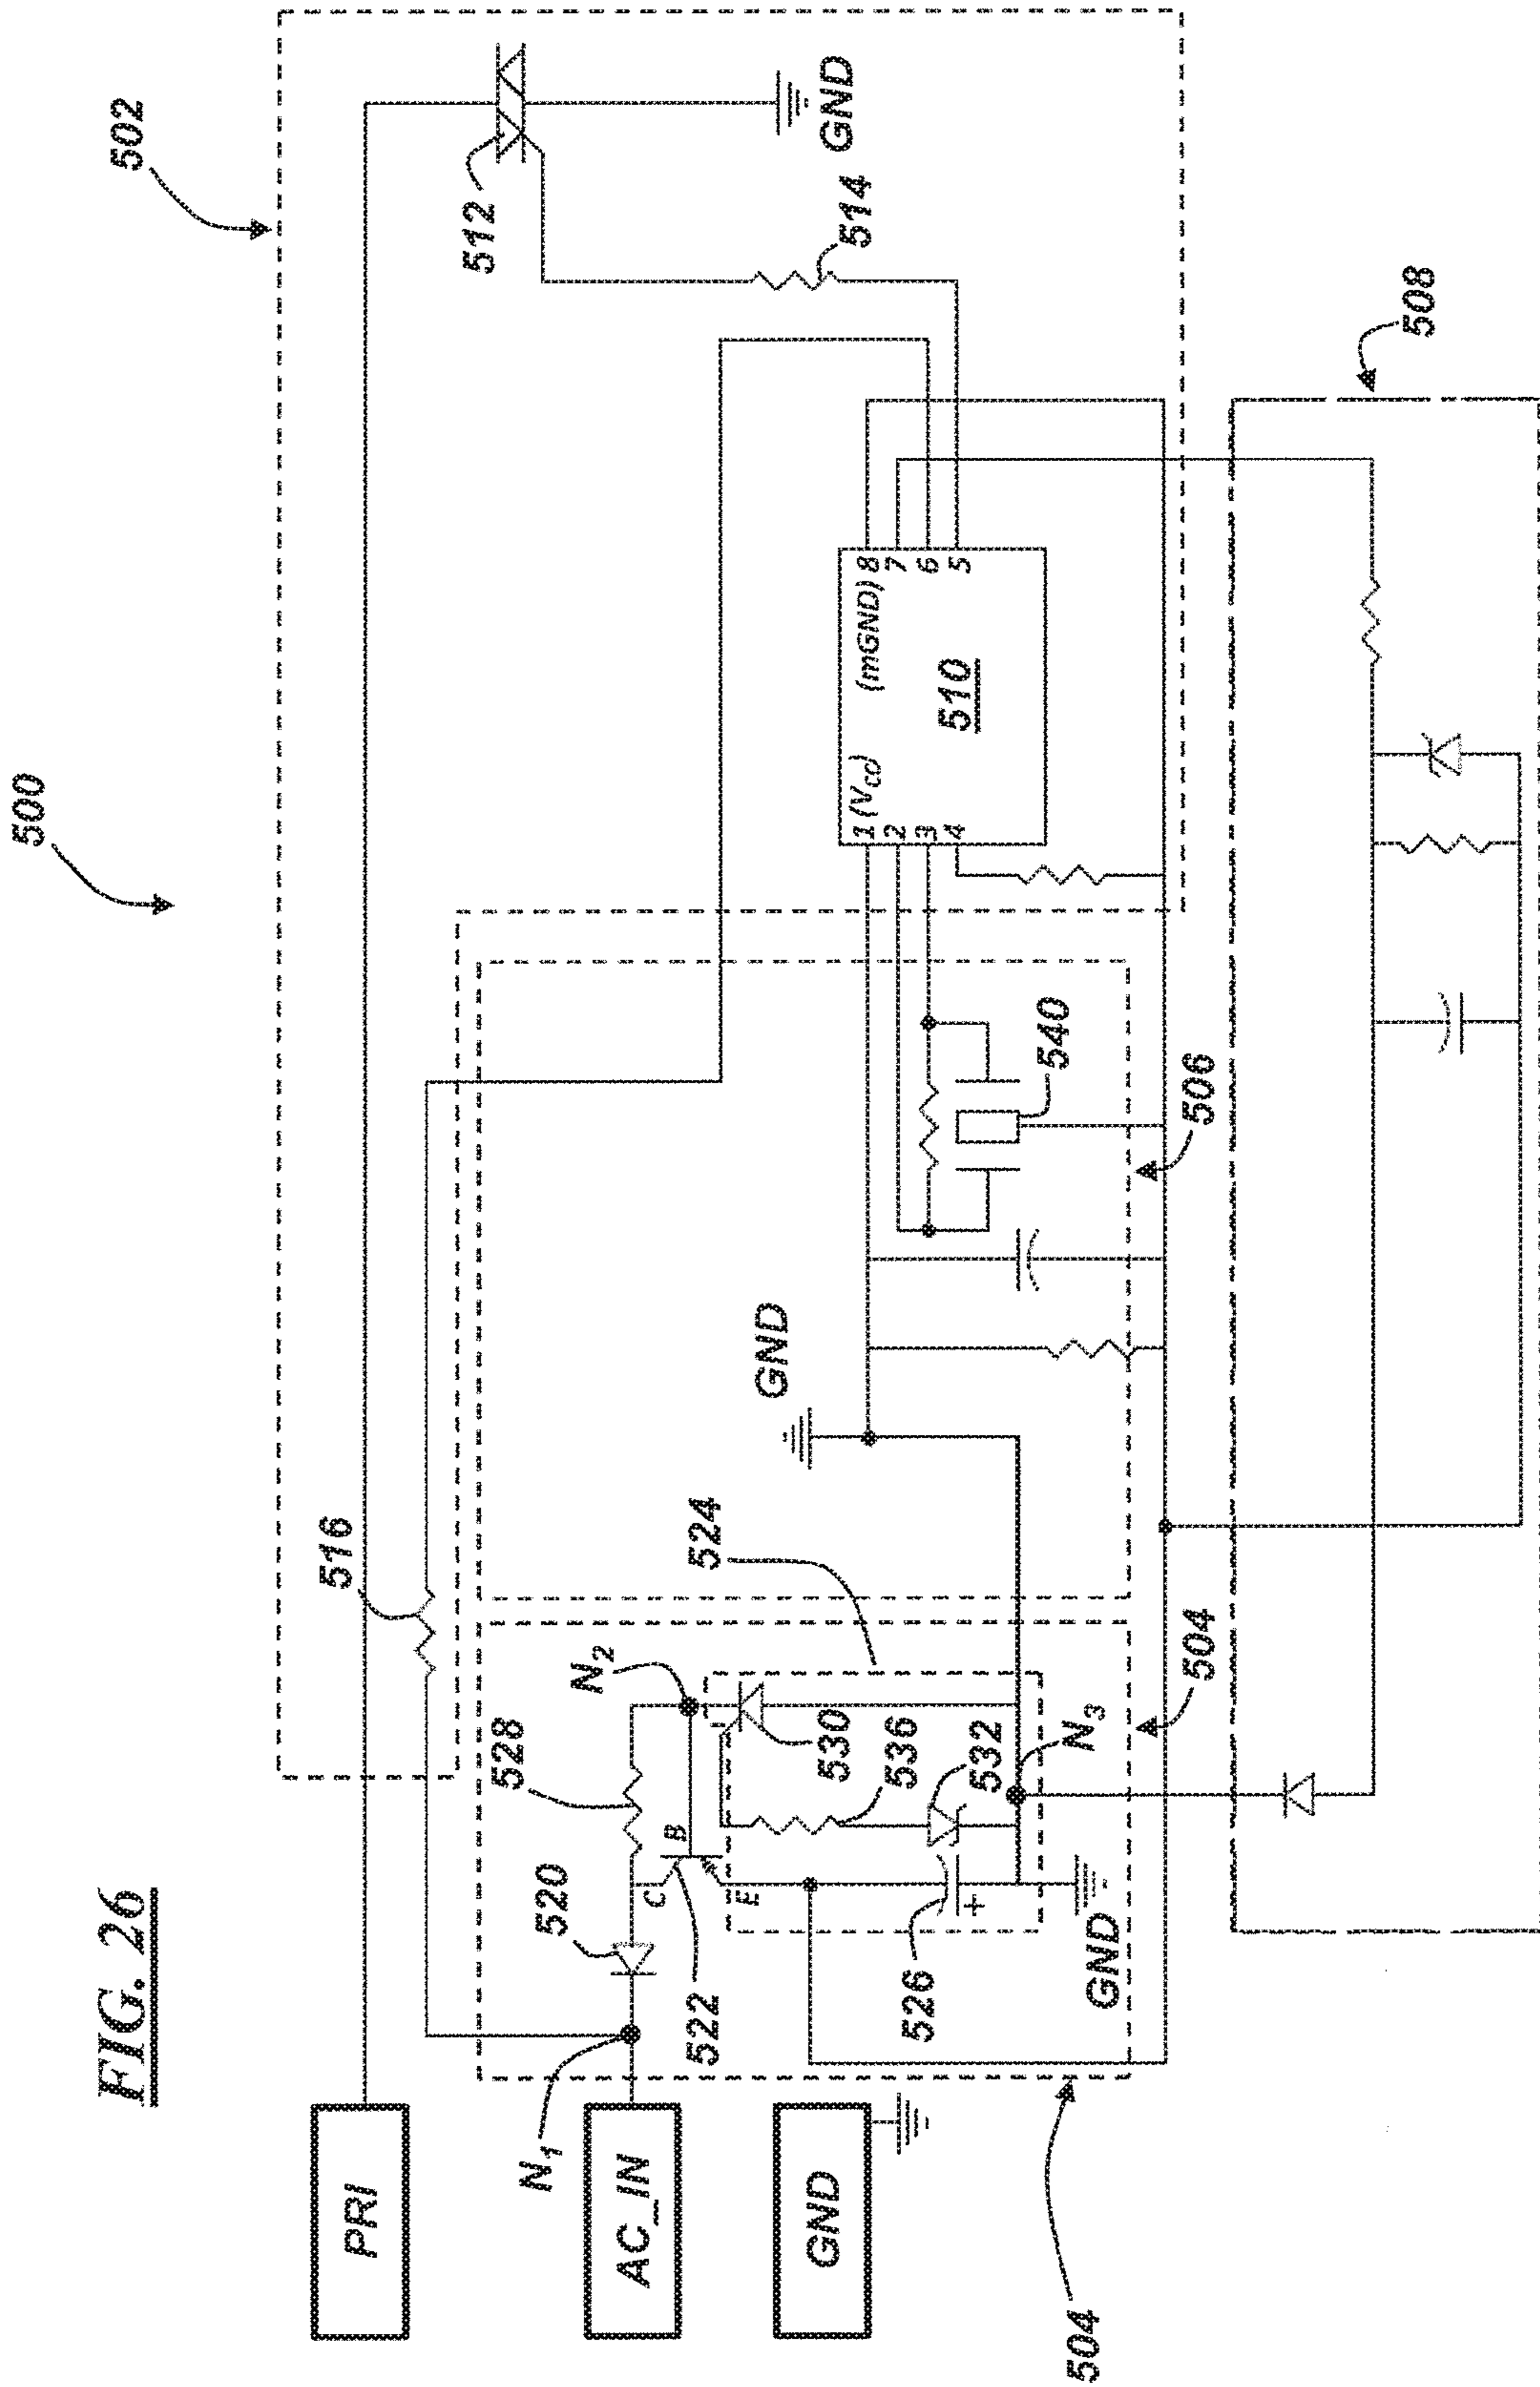 FIG. 26
500
502
PRI
516
512
GND
514
N1
AC_IN
520
528
N2
C
B
E
522
524
530
536
532
526
+
N3
GND
GND
504
504
GND
506
540
1 (VCC)
2
3
4
(mGND) 8
7
6
5
510
508